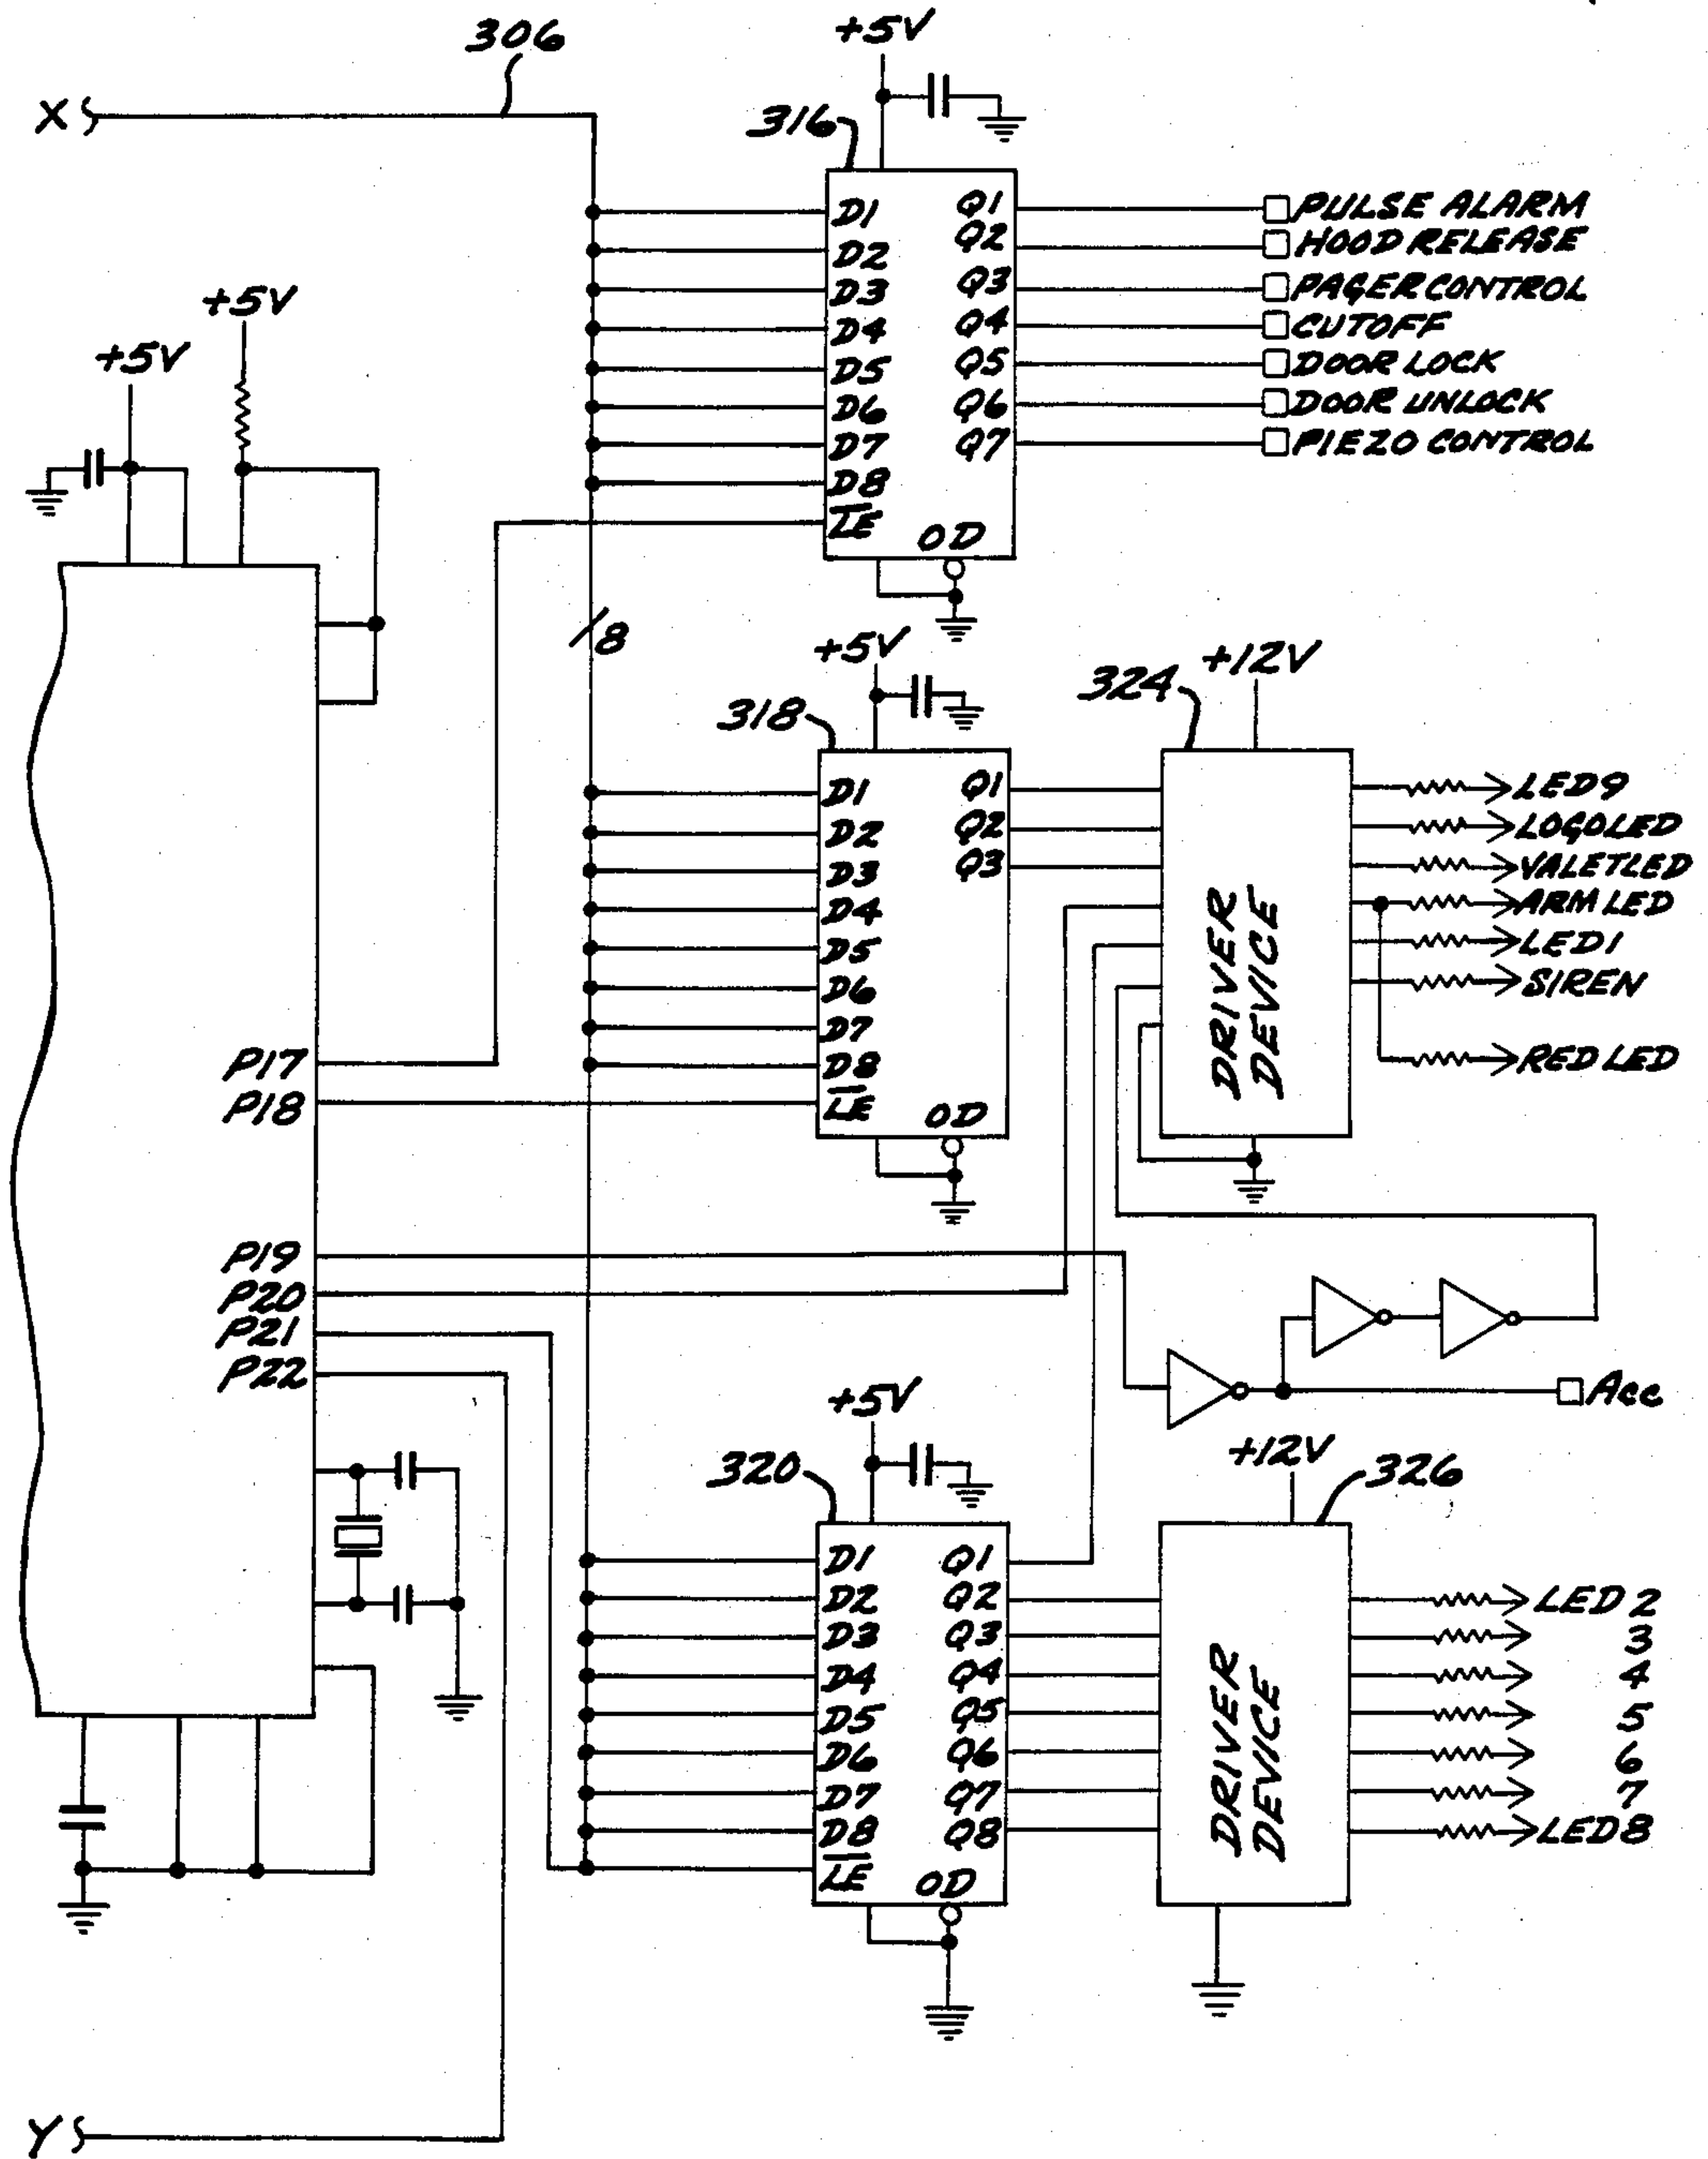 306
+5V
X
316
D1 Q1 PULSE ALARM
D2 Q2 HOOD RELEASE
D3 Q3 PAGER CONTROL
D4 Q4 CUTOFF
D5 Q5 DOOR LOCK
D6 Q6 DOOR UNLOCK
D7 Q7 PIEZO CONTROL
D8
LE
OD
+5V
+5V
8
+5V
318
324
+12V
D1 Q1
D2 Q2
D3 Q3
D4
D5
D6
D7
D8
LE
OD
DRIVER
DEVICE
LED9
LOGOLED
VALETLED
ARM LED
LED1
SIREN
RED LED
P17
P18
P19
P20
P21
P22
Acc
+5V
320
+12V
326
D1 Q1
D2 Q2
D3 Q3
D4 Q4
D5 Q5
D6 Q6
D7 Q7
D8 Q8
LE
OD
DRIVER
DEVICE
LED 2
3
4
5
6
7
LED8
Y